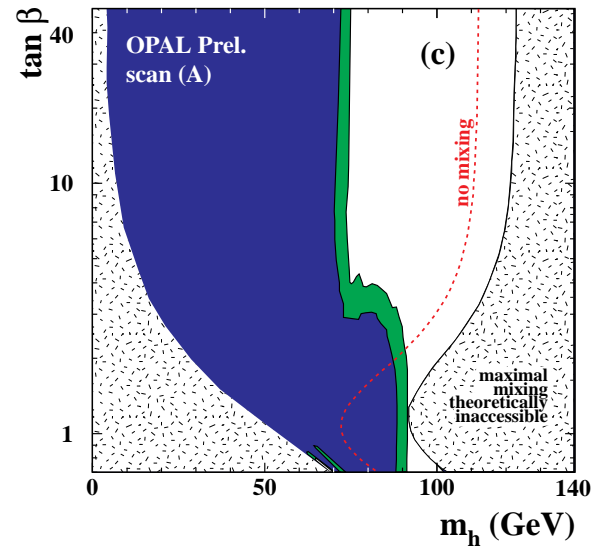 tan β
40
10
1
OPAL Prel.
scan (A)
(c)
no mixing
maximal
mixing
theoretically
inaccessible
0
50
100
140
m_h (GeV)